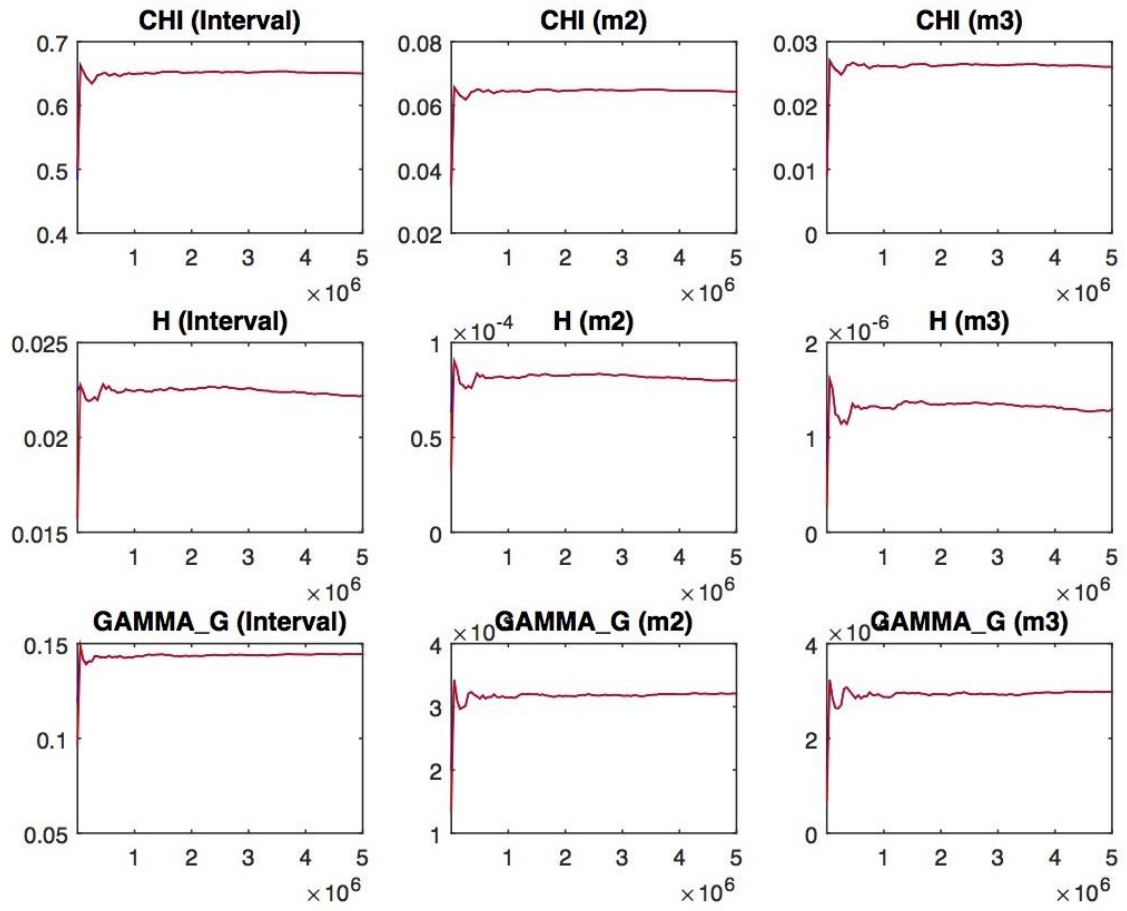 CHI (Interval) CHI (m2) CHI (m3)
0.7 0.08 0.03
0.6 0.06 0.02
0.5 0.04 0.01
0.4 0.02 0
1 2 3 4 5 1 2 3 4 5 1 2 3 4 5
×10^6 ×10^6 ×10^6
H (Interval) ×10^-4 H (m2) ×10^-6 H (m3)
0.025 1 2
0.02 0.5 1
0.015 0 0
1 2 3 4 5 1 2 3 4 5 1 2 3 4 5
×10^6 ×10^6 ×10^6
GAMMA_G (Interval) GAMMA_G (m2) GAMMA_G (m3)
0.15 4 4
0.1 3 2
0.05 2 0
1
1 2 3 4 5 1 2 3 4 5 1 2 3 4 5
×10^6 ×10^6 ×10^6